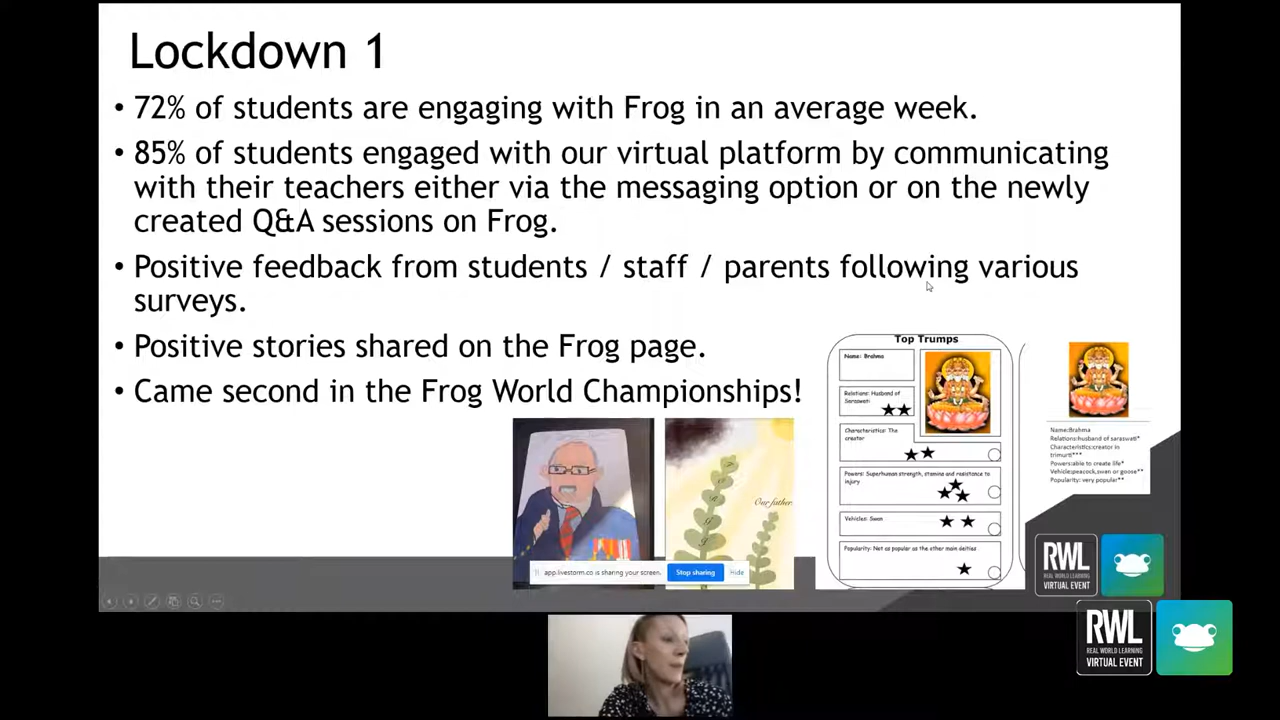 Lockdown 1
• 72% of students are engaging with Frog in an average week.
• 85% of students engaged with our virtual platform by communicating
with their teachers either via the messaging option or on the newly
created Q&A sessions on Frog.
• Positive feedback from students / staff / parents following various
surveys.
• Positive stories shared on the Frog page.
• Came second in the Frog World Championships!
Our father
app.livestorm.co is sharing your screen.
Stop sharing
Hide
Top Trumps
Name: Brahma
Relations: Husband of
Saraswati
Characteristics: The
creator
Powers: Superhuman strength, stamina and resistance to
injury
Vehicles: Swan
Popularity: Not as popular as the other main deities
Name:Brahma
Relations:husband of saraswati*
Characteristics:creator in
trimurti***
Powers:able to create life*
Vehicle:peacock,swan or goose**
Popularity: very popular**
RWL
REAL WORLD LEARNING
VIRTUAL EVENT
RWL
REAL WORLD LEARNING
VIRTUAL EVENT